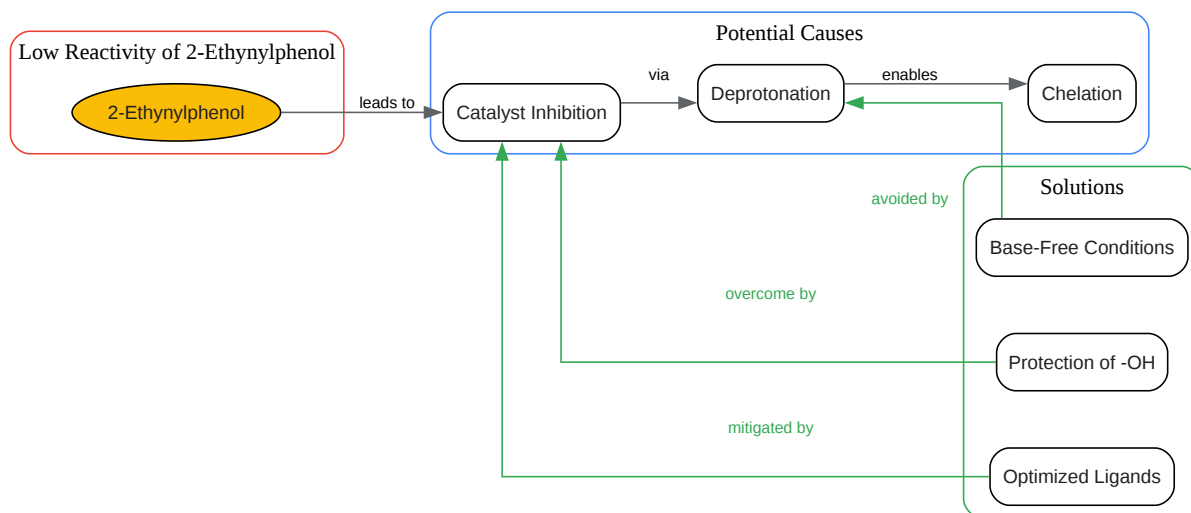 Low Reactivity of 2-Ethynylphenol
2-Ethynylphenol
leads to
Potential Causes
Catalyst Inhibition
via
Deprotonation
enables
Chelation
Solutions
avoided by
Base-Free Conditions
overcome by
Protection of -OH
mitigated by
Optimized Ligands